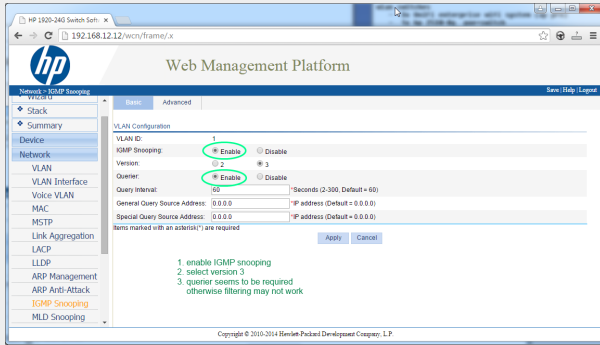 HP 1920-24G Switch Soft
192.168.12.12/wcn/frame/.x
hp
Web Management Platform
Network > IGMP Snooping
Save | Help | Logout
Wizard
Stack
Summary
Device
Network
VLAN
VLAN Interface
Voice VLAN
MAC
MSTP
Link Aggregation
LACP
LLDP
ARP Management
ARP Anti-Attack
IGMP Snooping
MLD Snooping
Basic Advanced
VLAN Configuration
VLAN ID: 1
IGMP Snooping: Enable Disable
Version: 2 3
Querier: Enable Disable
Query Interval: 60 *Seconds (2-300, Default = 60)
General Query Source Address: 0.0.0.0 *IP address (Default = 0.0.0.0)
Special Query Source Address: 0.0.0.0 *IP address (Default = 0.0.0.0)
Items marked with an asterisk(*) are required
Apply Cancel
1. enable IGMP snooping
2. select version 3
3. querier seems to be required
otherwise filtering may not work
Copyright © 2010-2014 Hewlett-Packard Development Company, L.P.